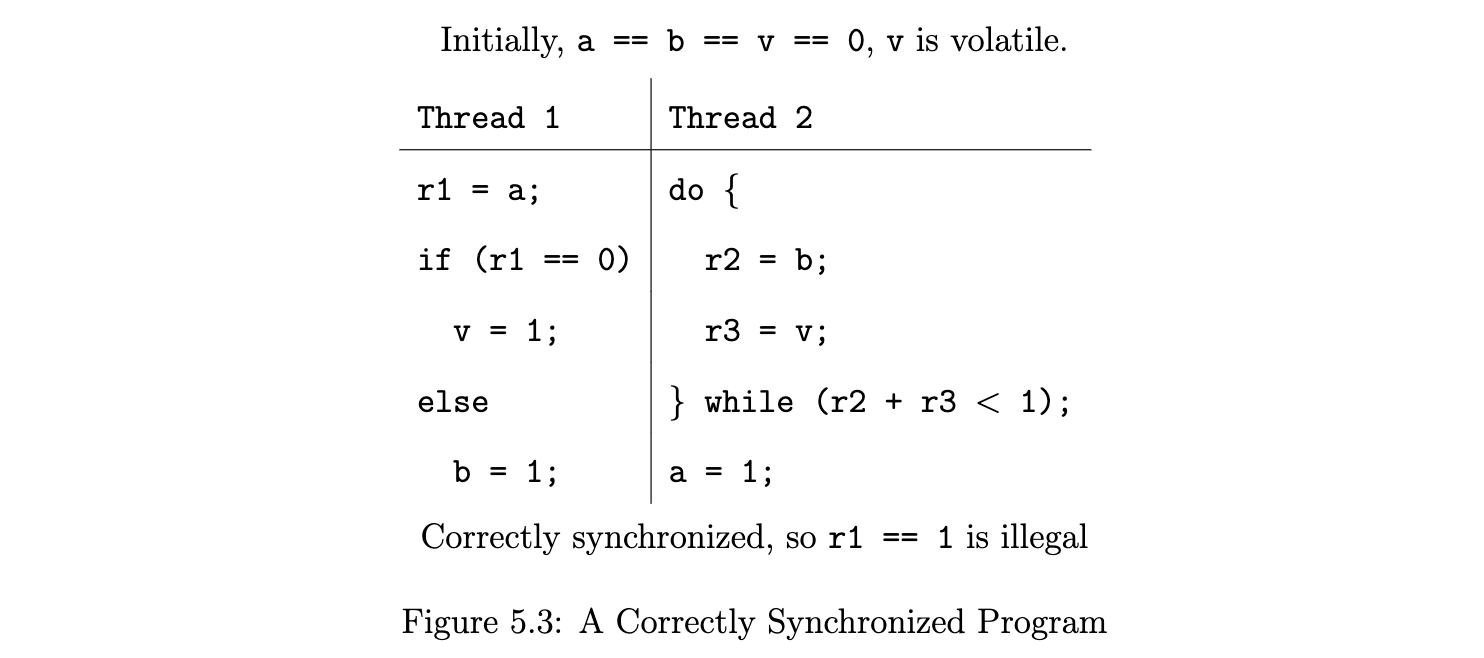 Initially, a == b == v == 0, v is volatile.
Thread 1 Thread 2
r1 = a; do {
if (r1 == 0) r2 = b;
v = 1; r3 = v;
else } while (r2 + r3 < 1);
b = 1; a = 1;
Correctly synchronized, so r1 == 1 is illegal
Figure 5.3: A Correctly Synchronized Program